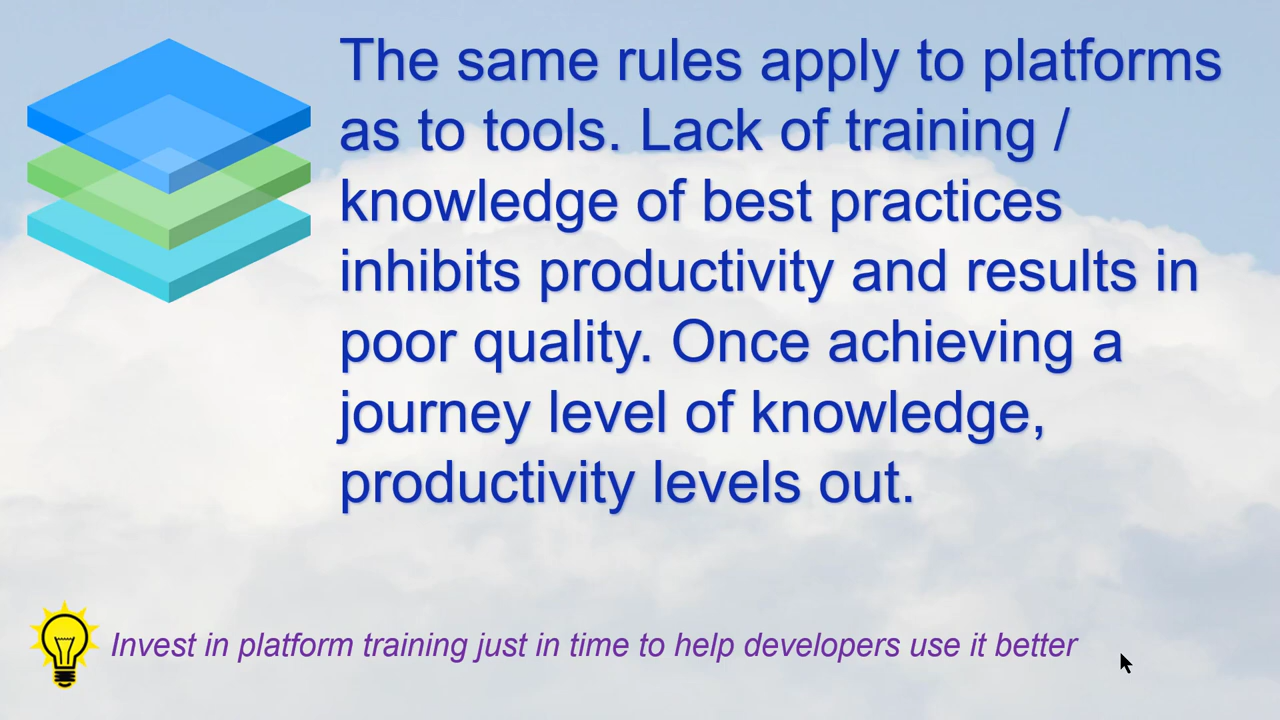 The same rules apply to platforms
as to tools. Lack of training /
knowledge of best practices
inhibits productivity and results in
poor quality. Once achieving a
journey level of knowledge,
productivity levels out.
Invest in platform training just in time to help developers use it better